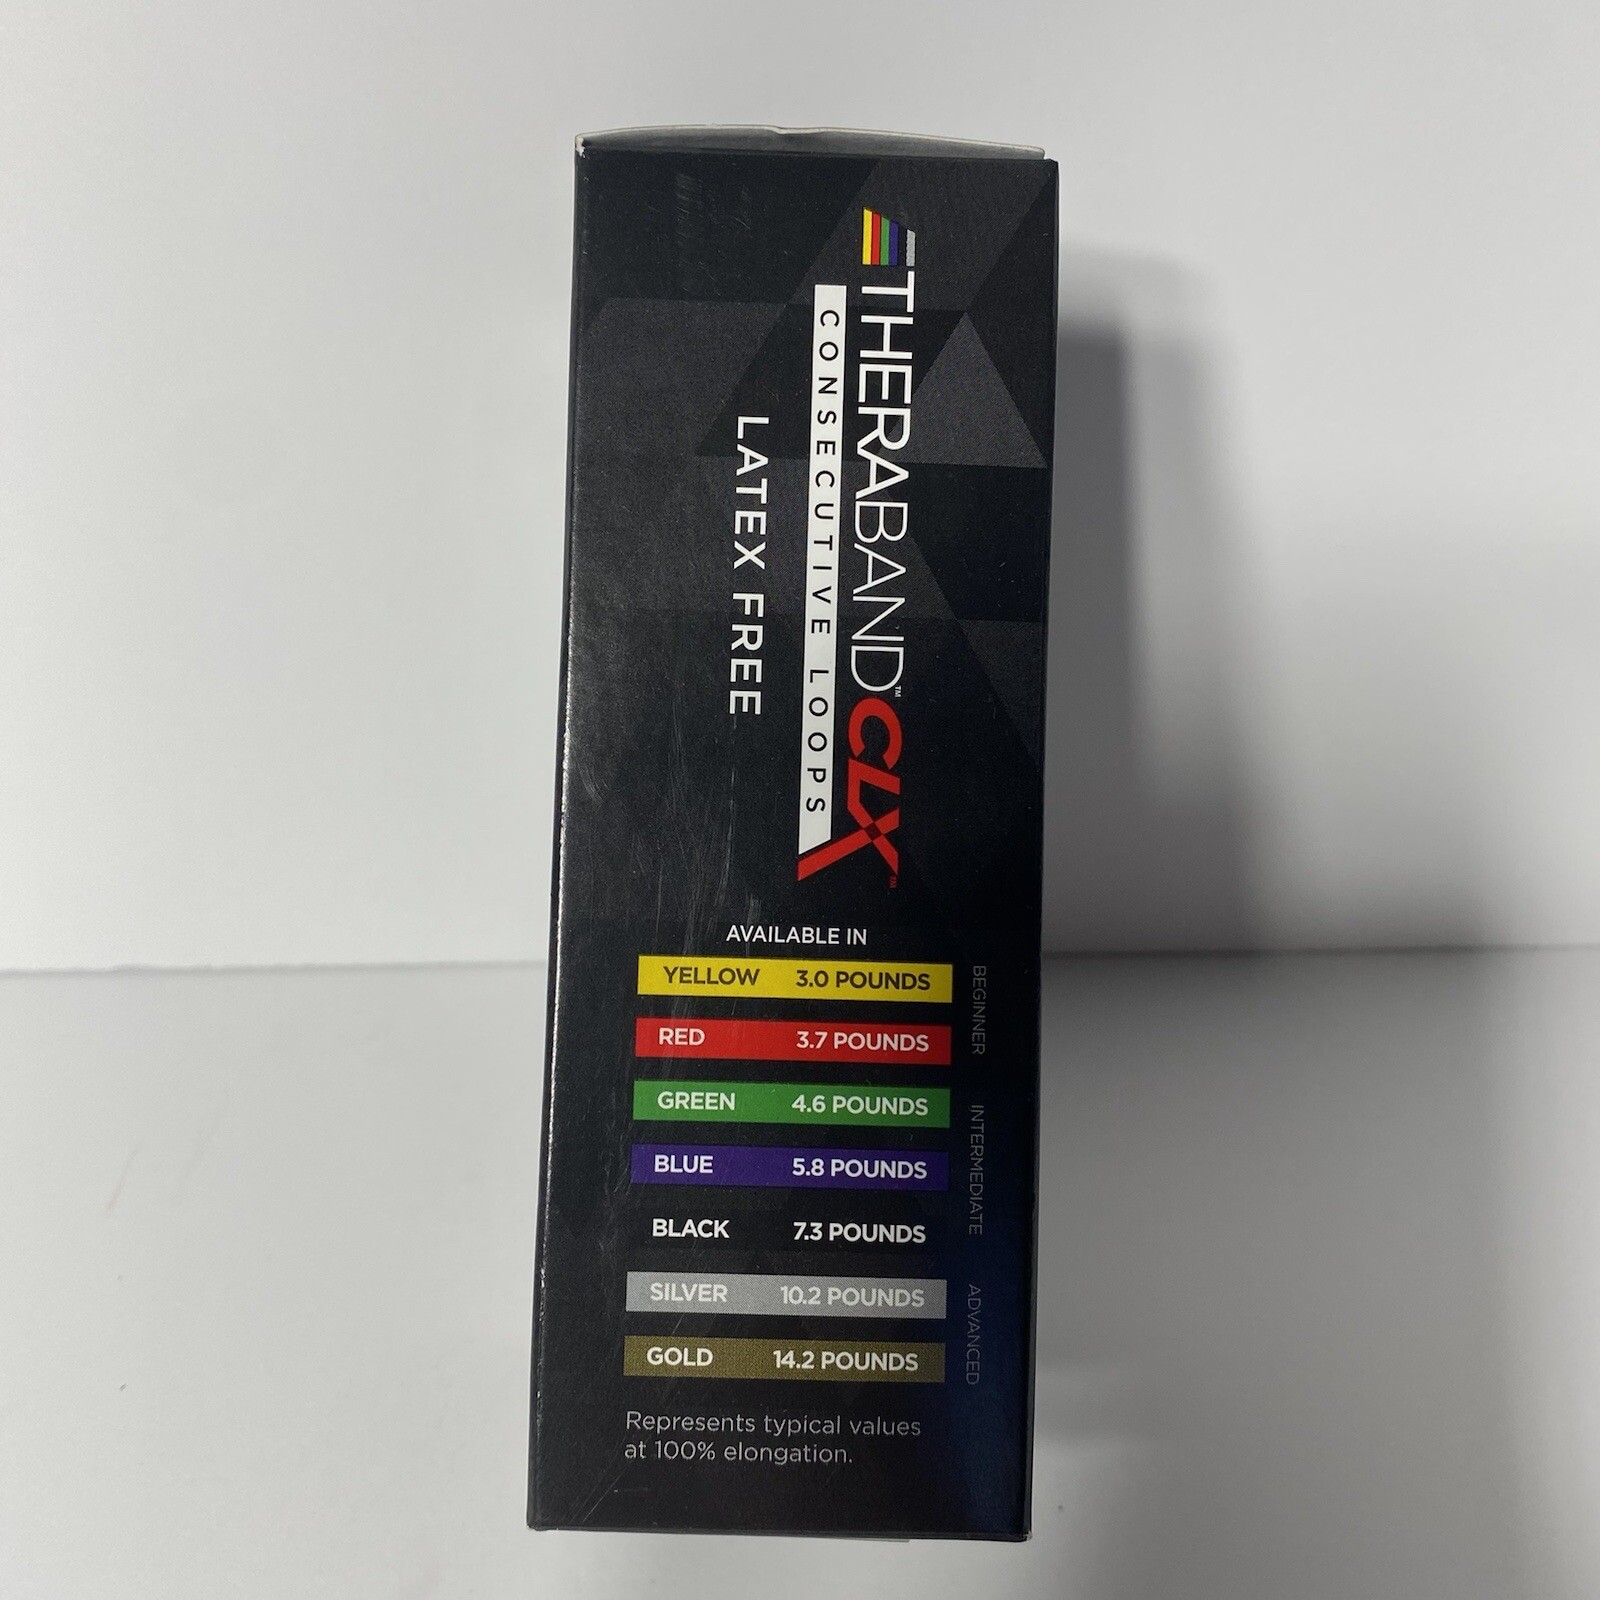 THERABAND™ CLX™
CONSECUTIVE LOOPS
LATEX FREE
AVAILABLE IN
YELLOW 3.0 POUNDS
RED 3.7 POUNDS
GREEN 4.6 POUNDS
BLUE 5.8 POUNDS
BLACK 7.3 POUNDS
SILVER 10.2 POUNDS
GOLD 14.2 POUNDS
BEGINNER
INTERMEDIATE
ADVANCED
Represents typical values
at 100% elongation.